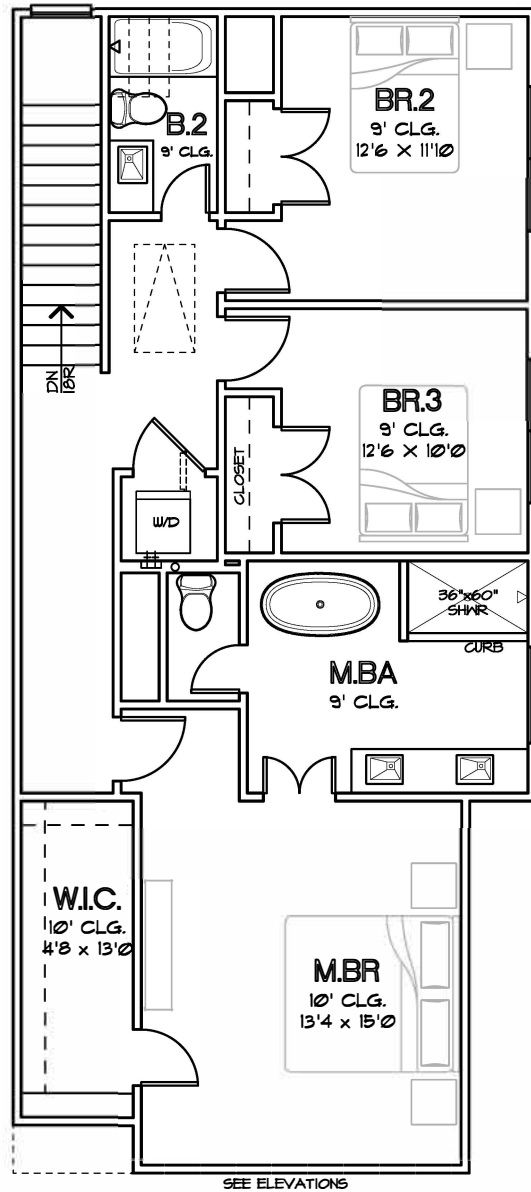 B.2
9' CLG.
BR.2
9' CLG.
12'6 X 11'10
DN
18R
BR.3
9' CLG.
12'6 X 10'0
CLOSET
W/D
36"x60"
SHWR
CURB
M.BA
9' CLG.
W.I.C.
10' CLG.
4'8 x 13'0
M.BR
10' CLG.
13'4 x 15'0
SEE ELEVATIONS